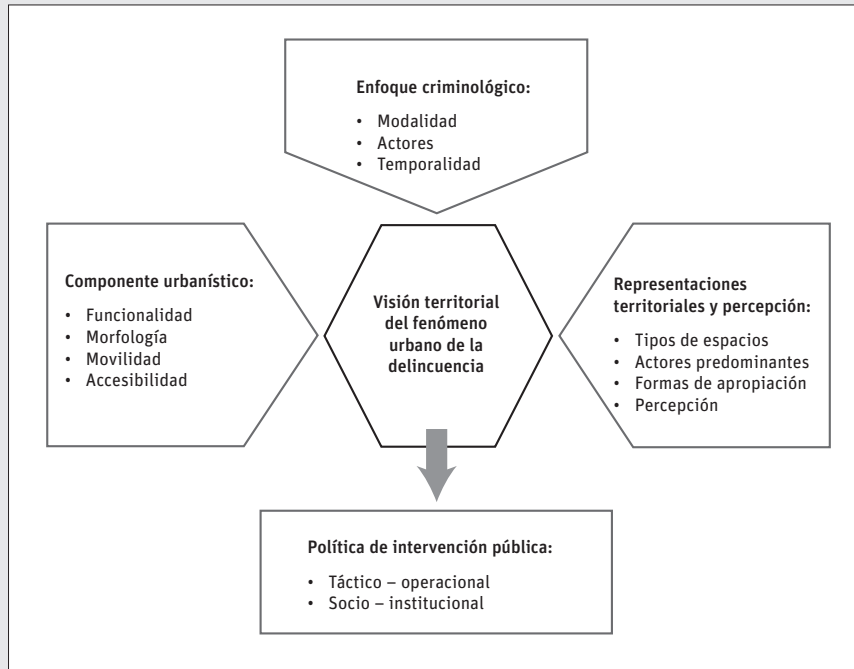 Enfoque criminológico:
• Modalidad
• Actores
• Temporalidad
Componente urbanístico:
• Funcionalidad
• Morfología
• Movilidad
• Accesibilidad
Visión territorial
del fenómeno
urbano de la
delincuencia
Representaciones
territoriales y percepción:
• Tipos de espacios
• Actores predominantes
• Formas de apropiación
• Percepción
Política de intervención pública:
• Táctico – operacional
• Socio – institucional